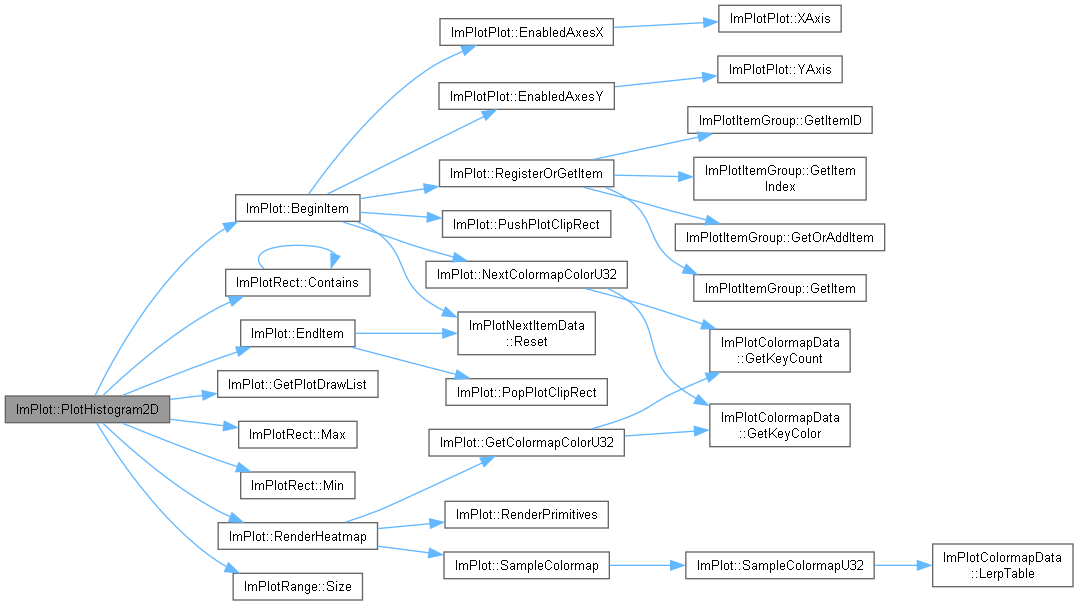 ImPlot::PlotHistogram2D
ImPlot::BeginItem
ImPlotRect::Contains
ImPlot::EndItem
ImPlot::GetPlotDrawList
ImPlotRect::Max
ImPlotRect::Min
ImPlot::RenderHeatmap
ImPlotRange::Size
ImPlotPlot::EnabledAxesX
ImPlotPlot::EnabledAxesY
ImPlot::RegisterOrGetItem
ImPlot::PushPlotClipRect
ImPlot::NextColormapColorU32
ImPlotNextItemData
::Reset
ImPlot::PopPlotClipRect
ImPlot::GetColormapColorU32
ImPlot::RenderPrimitives
ImPlot::SampleColormap
ImPlotPlot::XAxis
ImPlotPlot::YAxis
ImPlotItemGroup::GetItemID
ImPlotItemGroup::GetItem
Index
ImPlotItemGroup::GetOrAddItem
ImPlotItemGroup::GetItem
ImPlotColormapData
::GetKeyCount
ImPlotColormapData
::GetKeyColor
ImPlot::SampleColormapU32
ImPlotColormapData
::LerpTable